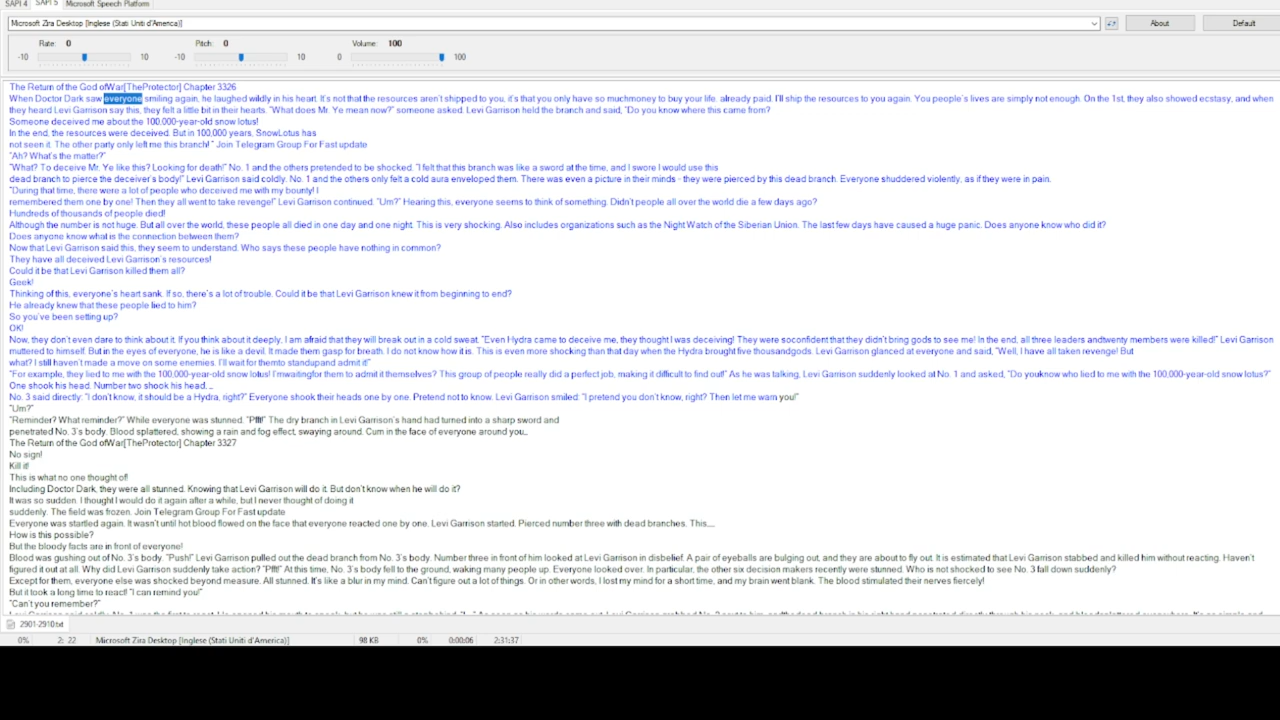 SAPI 4 SAPI 5 Microsoft Speech Platform
Microsoft Zira Desktop [Inglese (Stati Uniti d'America)] About Default
Rate: 0 Pitch: 0 Volume: 100
-10 10 -10 10 0 100
The Return of the God ofWar[TheProtector] Chapter 3326
When Doctor Dark saw everyone smiling again, he laughed wildly in his heart. It's not that the resources aren't shipped to you, it's that you only have so muchmoney to buy your life. already paid. I'll ship the resources to you again. You people's lives are simply not enough. On the 1st, they also showed ecstasy, and when
they heard Levi Garrison say this, they felt a little bit in their hearts. "What does Mr. Ye mean now?" someone asked. Levi Garrison held the branch and said, "Do you know where this came from?
Someone deceived me about the 100,000-year-old snow lotus!
In the end, the resources were deceived. But in 100,000 years, SnowLotus has
not seen it. The other party only left me this branch! " Join Telegram Group For Fast update
"Ah? What's the matter?"
"What? To deceive Mr. Ye like this? Looking for death!" No. 1 and the others pretended to be shocked. "I felt that this branch was like a sword at the time, and I swore I would use this
dead branch to pierce the deceiver's body!" Levi Garrison said coldly. No. 1 and the others only felt a cold aura enveloped them. There was even a picture in their minds - they were pierced by this dead branch. Everyone shuddered violently, as if they were in pain.
"During that time, there were a lot of people who deceived me with my bounty! I
remembered them one by one! Then they all went to take revenge!" Levi Garrison continued. "Um?" Hearing this, everyone seems to think of something. Didn't people all over the world die a few days ago?
Hundreds of thousands of people died!
Although the number is not huge. But all over the world, these people all died in one day and one night. This is very shocking. Also includes organizations such as the Night Watch of the Siberian Union. The last few days have caused a huge panic. Does anyone know who did it?
Does anyone know what is the connection between them?
Now that Levi Garrison said this, they seem to understand. Who says these people have nothing in common?
They have all deceived Levi Garrison's resources!
Could it be that Levi Garrison killed them all?
Geek!
Thinking of this, everyone's heart sank. If so, there's a lot of trouble. Could it be that Levi Garrison knew it from beginning to end?
He already knew that these people lied to him?
So you've been setting up?
OK!
Now, they don't even dare to think about it. If you think about it deeply, I am afraid that they will break out in a cold sweat. "Even Hydra came to deceive me, they thought I was deceiving! They were soconfident that they didn't bring gods to see me! In the end, all three leaders andtwenty members were killed!" Levi Garrison
muttered to himself. But in the eyes of everyone, he is like a devil. It made them gasp for breath. I do not know how it is. This is even more shocking than that day when the Hydra brought five thousandgods. Levi Garrison glanced at everyone and said, "Well, I have all taken revenge! But
what? I still haven't made a move on some enemies. I'll wait for themto standupand admit it!"
"For example, they lied to me with the 100,000-year-old snow lotus! I'mwaitingfor them to admit it themselves? This group of people really did a perfect job, making it difficult to find out!" As he was talking, Levi Garrison suddenly looked at No. 1 and asked, "Do youknow who lied to me with the 100,000-year-old snow lotus?"
One shook his head. Number two shook his head, ..
No. 3 said directly: "I don't know, it should be a Hydra, right?" Everyone shook their heads one by one. Pretend not to know. Levi Garrison smiled: "I pretend you don't know, right? Then let me warn you!"
"Um?"
"Reminder? What reminder?" While everyone was stunned. "Pfft!" The dry branch in Levi Garrison's hand had turned into a sharp sword and
penetrated No. 3's body. Blood splattered, showing a rain and fog effect, swaying around. Cum in the face of everyone around you,,
The Return of the God ofWar[TheProtector] Chapter 3327
No sign!
Kill it!
This is what no one thought of!
Including Doctor Dark, they were all stunned. Knowing that Levi Garrison will do it. But don't know when he will do it?
It was so sudden. I thought I would do it again after a while, but I never thought of doing it
suddenly. The field was frozen. Join Telegram Group For Fast update
Everyone was startled again. It wasn't until hot blood flowed on the face that everyone reacted one by one. Levi Garrison started. Pierced number three with dead branches. This,...
How is this possible?
But the bloody facts are in front of everyone!
Blood was gushing out of No. 3's body. "Push!" Levi Garrison pulled out the dead branch from No. 3's body. Number three in front of him looked at Levi Garrison in disbelief. A pair of eyeballs are bulging out, and they are about to fly out. It is estimated that Levi Garrison stabbed and killed him without reacting. Haven't
figured it out at all. Why did Levi Garrison suddenly take action? "Pfft!" At this time, No. 3's body fell to the ground, waking many people up. Everyone looked over. In particular, the other six decision makers recently were stunned. Who is not shocked to see No. 3 fall down suddenly?
Except for them, everyone else was shocked beyond measure. All stunned. It's like a blur in my mind. Can't figure out a lot of things. Or in other words, I lost my mind for a short time, and my brain went blank. The blood stimulated their nerves fiercely!
But it took a long time to react! "I can remind you!"
"Can't you remember?"
2901-2910.txt
0% 2: 22 Microsoft Zira Desktop [Inglese (Stati Uniti d'America)] 98 KB 0% 0:00:06 2:31:37